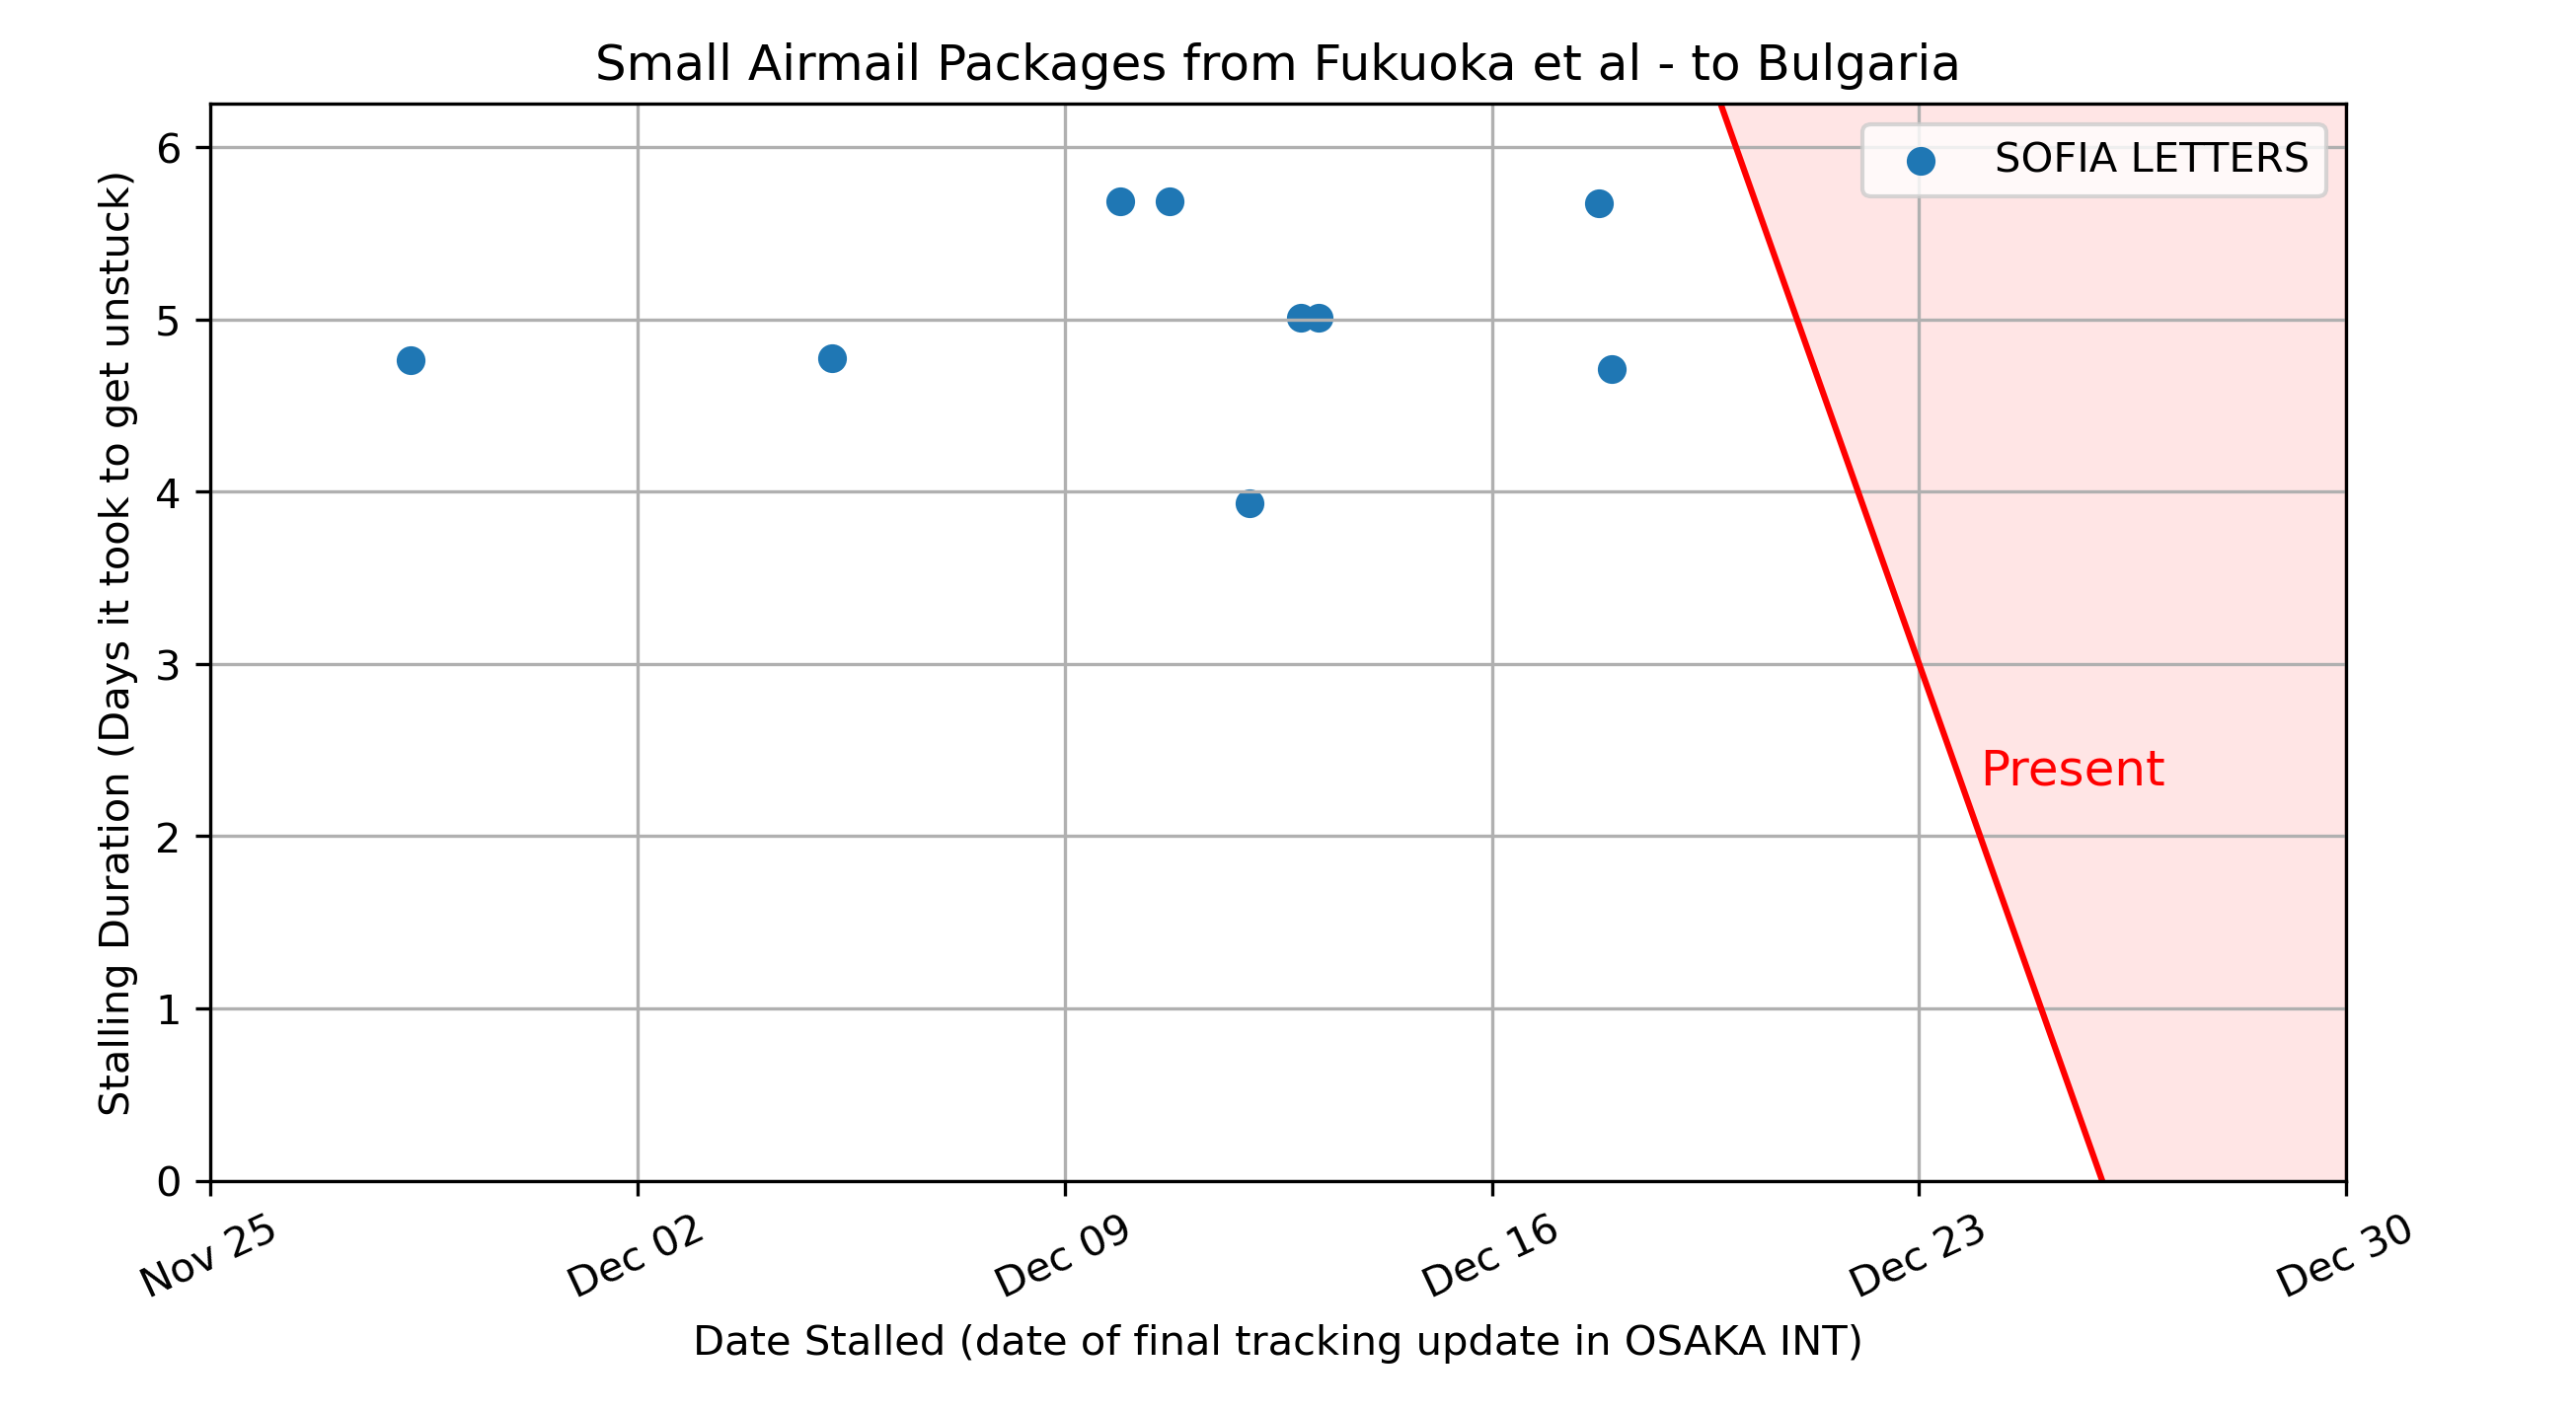 Small Airmail Packages from Fukuoka et al - to Bulgaria
SOFIA LETTERS
Stalling Duration (Days it took to get unstuck)
6
5
4
3
2
1
0
Present
Nov 25
Dec 02
Dec 09
Dec 16
Dec 23
Dec 30
Date Stalled (date of final tracking update in OSAKA INT)